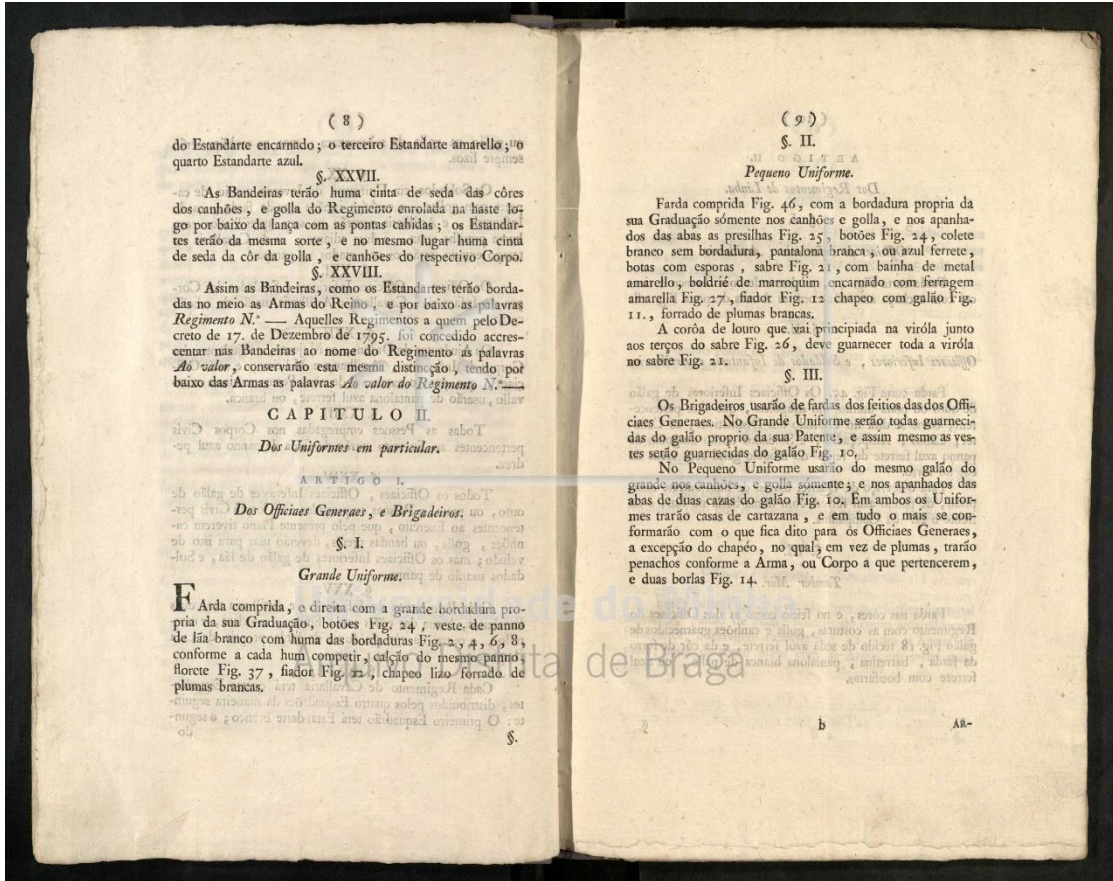 ( 8 )
do Estandarte encarnado; o terceiro Estandarte amarello; o
quarto Estandarte azul.
§. XXVII.
As Bandeiras terão huma cinta de seda das côres
dos canhões, e golla do Regimento enrolada na haste lo-
go por baixo da lança com as pontas cahidas; os Estandar-
tes terão da mesma sorte, e no mesmo lugar huma cinta
de seda da côr da golla, e canhões do respectivo Corpo.
§. XXVIII.
Assim as Bandeiras, como os Estandartes terão borda-
das no meio as Armas do Reino, e por baixo as palavras
Regimento N.º — Aquelles Regimentos a quem pelo De-
creto de 17. de Dezembro de 1795. foi concedido accres-
centar nas Bandeiras ao nome do Regimento as palavras
Ao valor, conservarão esta mesma distincção, tendo por
baixo das Armas as palavras Ao valor do Regimento N.º—
CAPITULO II.
Dos Uniformes em particular.
ARTIGO I.
Dos Officiaes Generaes, e Brigadeiros.
§. I.
Grande Uniforme.
FArda comprida, e direita com a grande bordadura pro-
pria da sua Graduação, botões Fig. 24, veste de panno
de lãa branco com huma das bordaduras Fig. 2, 4, 6, 8,
conforme a cada hum competir, calção do mesmo panno,
florete Fig. 37, fiador Fig. 12, chapeo lizo forrado de
plumas brancas.
§.
( 9 )
§. II.
Pequeno Uniforme.
Farda comprida Fig. 46, com a bordadura propria da
sua Graduação sómente nos canhões e golla, e nos apanha-
dos das abas as presilhas Fig. 25, botões Fig. 24, colete
branco sem bordadura, pantalona branca, ou azul ferrete,
botas com esporas, sabre Fig. 21, com bainha de metal
amarello, boldrié de marroquim encarnado com ferragem
amarella Fig. 27, fiador Fig. 12 chapeo com galão Fig.
11., forrado de plumas brancas.
A corôa de louro que vai principiada na viróla junto
aos terços do sabre Fig. 26, deve guarnecer toda a viróla
no sabre Fig. 21.
§. III.
Os Brigadeiros usarão de fardas dos feitios das dos Offi-
ciaes Generaes. No Grande Uniforme serão todas guarneci-
das do galão proprio da sua Patente, e assim mesmo as ves-
tes serão guarnecidas do galão Fig. 10.
No Pequeno Uniforme usarão do mesmo galão do
grande nos canhões, e golla sómente; e nos apanhados das
abas de duas cazas do galão Fig. 10. Em ambos os Unifor-
mes trarão casas de cartazana, e em tudo o mais se con-
formarão com o que fica dito para os Officiaes Generaes,
a excepção do chapéo, no qual, em vez de plumas, trarão
penachos conforme a Arma, ou Corpo a que pertencerem,
e duas borlas Fig. 14.
b
AR-
Universidade do Minho
Arquivo Distrital de Braga